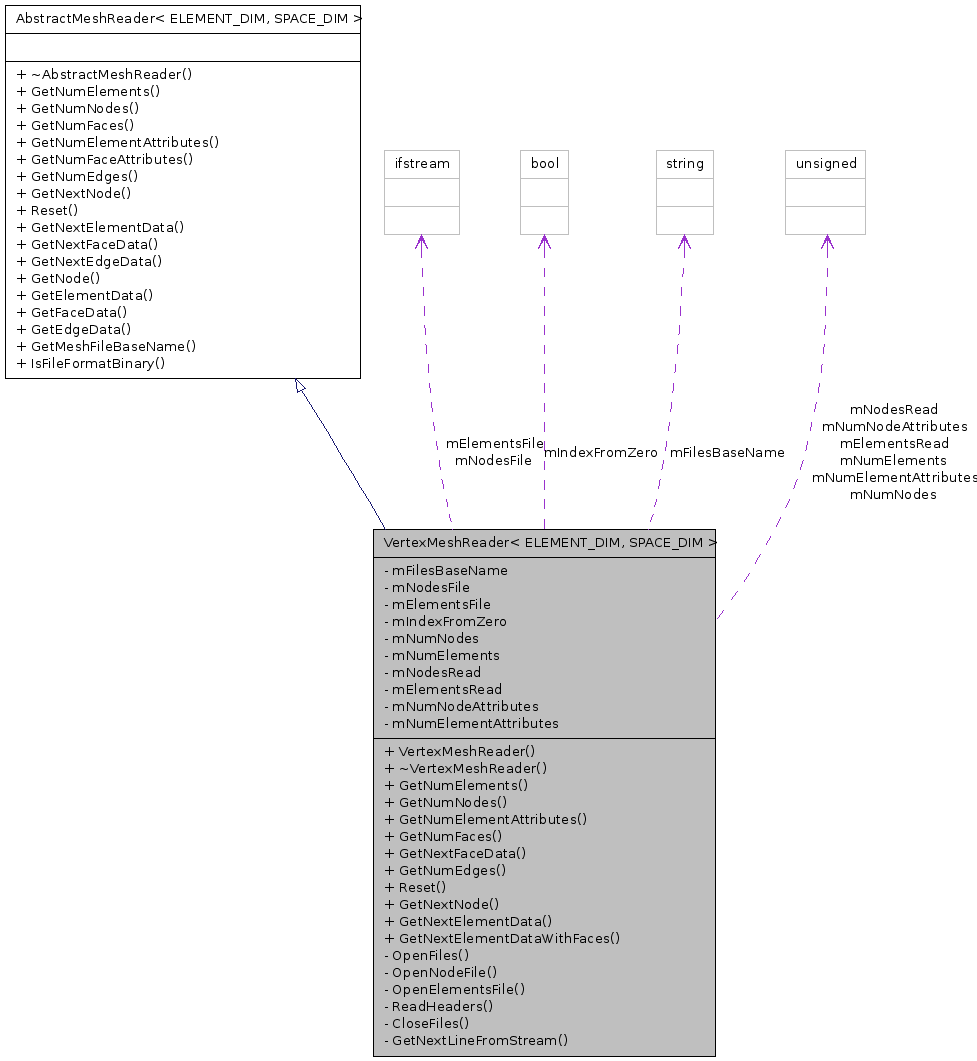 AbstractMeshReader< ELEMENT_DIM, SPACE_DIM >
+ ~AbstractMeshReader()
+ GetNumElements()
+ GetNumNodes()
+ GetNumFaces()
+ GetNumElementAttributes()
+ GetNumFaceAttributes()
+ GetNumEdges()
+ GetNextNode()
+ Reset()
+ GetNextElementData()
+ GetNextFaceData()
+ GetNextEdgeData()
+ GetNode()
+ GetElementData()
+ GetFaceData()
+ GetEdgeData()
+ GetMeshFileBaseName()
+ IsFileFormatBinary()
ifstream
bool
string
unsigned
mElementsFile
mNodesFile
mIndexFromZero
mFilesBaseName
mNodesRead
mNumNodeAttributes
mElementsRead
mNumElements
mNumElementAttributes
mNumNodes
VertexMeshReader< ELEMENT_DIM, SPACE_DIM >
- mFilesBaseName
- mNodesFile
- mElementsFile
- mIndexFromZero
- mNumNodes
- mNumElements
- mNodesRead
- mElementsRead
- mNumNodeAttributes
- mNumElementAttributes
+ VertexMeshReader()
+ ~VertexMeshReader()
+ GetNumElements()
+ GetNumNodes()
+ GetNumElementAttributes()
+ GetNumFaces()
+ GetNextFaceData()
+ GetNumEdges()
+ Reset()
+ GetNextNode()
+ GetNextElementData()
+ GetNextElementDataWithFaces()
- OpenFiles()
- OpenNodeFile()
- OpenElementsFile()
- ReadHeaders()
- CloseFiles()
- GetNextLineFromStream()